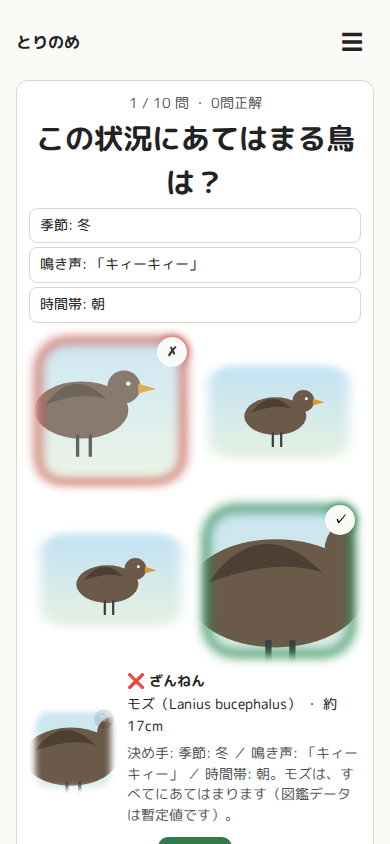 とりのめ
☰
1 / 10 問 ・ 0問正解
この状況にあてはまる鳥
は？
季節: 冬
鳴き声: 「キィーキィー」
時間帯: 朝
✗
✓
❌ ざんねん
モズ（Lanius bucephalus） ・ 約
17cm
決め手: 季節: 冬 ／ 鳴き声: 「キィー
キィー」 ／ 時間帯: 朝。モズは、す
べてにあてはまります（図鑑データ
は暫定値です）。